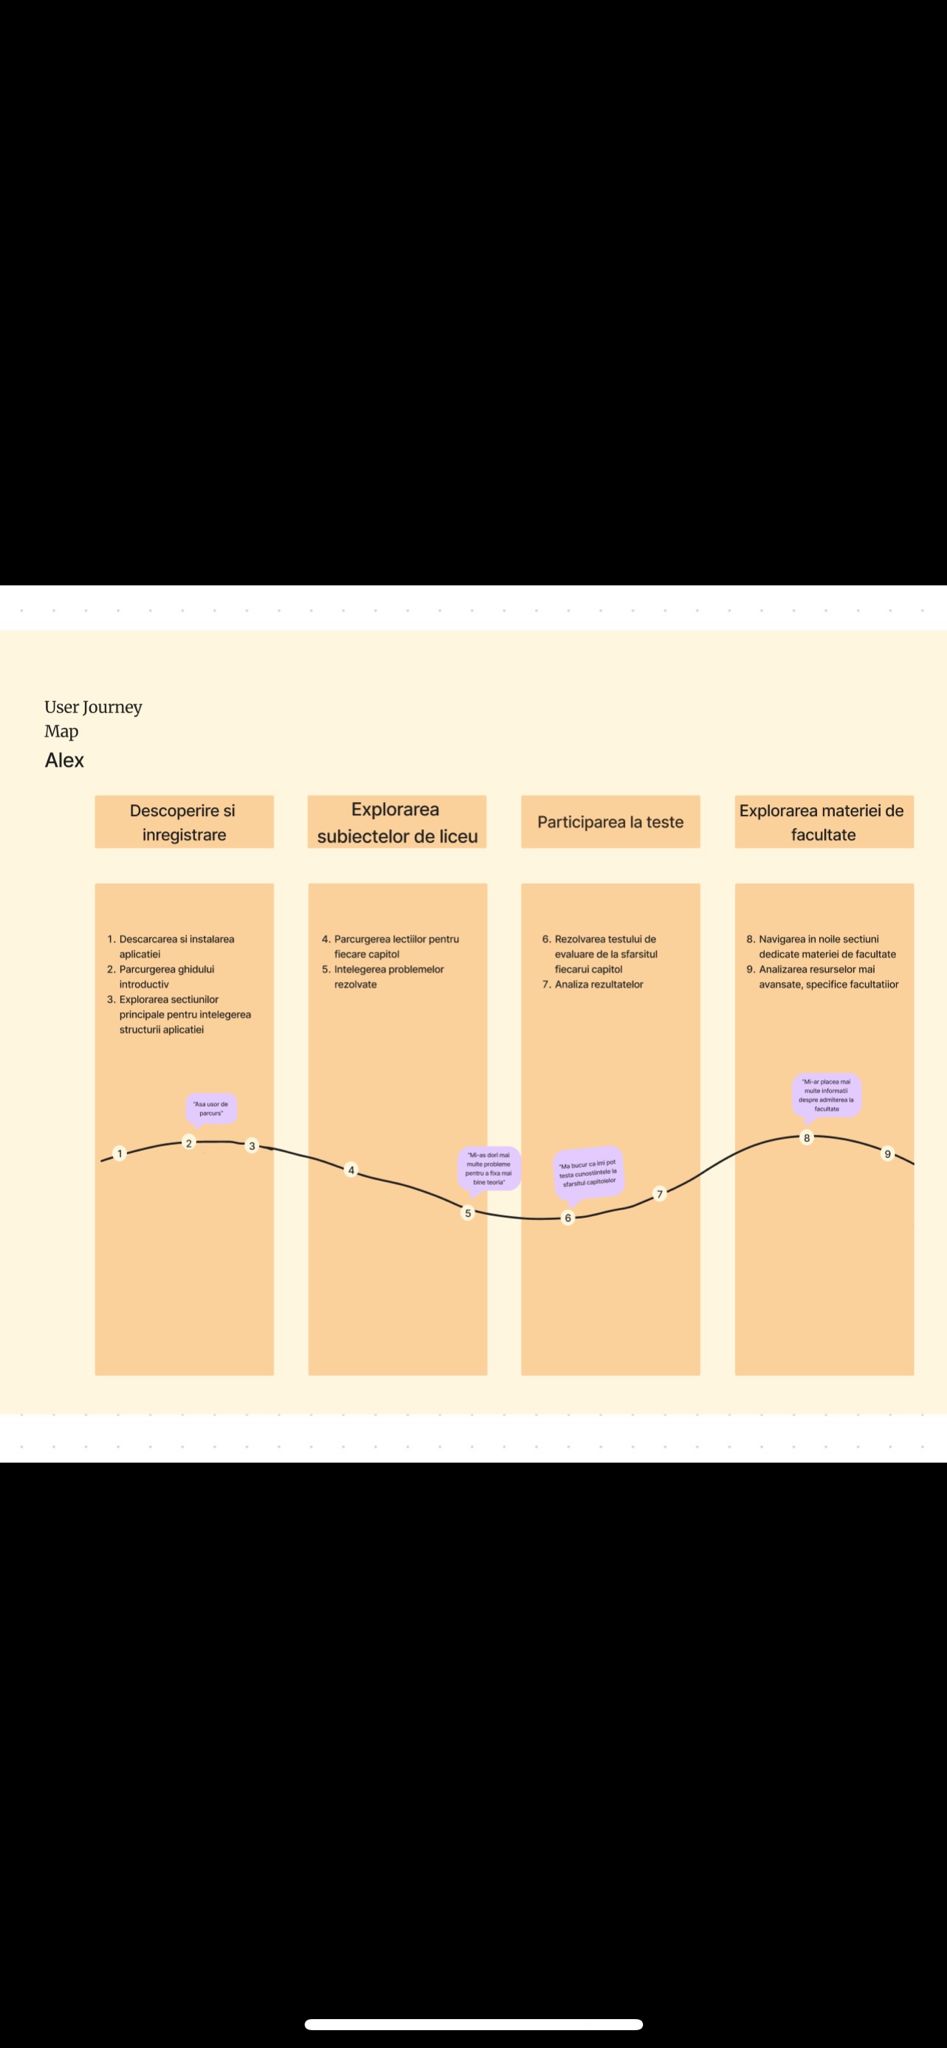 User Journey
Map
Alex
Descoperire si
inregistrare
Explorarea
subiectelor de liceu
Participarea la teste
Explorarea materiei de
facultate
1. Descarcarea si instalarea
aplicatiei
2. Parcurgerea ghidului
introductiv
3. Explorarea sectiunilor
principale pentru intelegerea
structurii aplicatiei
4. Parcurgerea lectiilor pentru
fiecare capitol
5. Intelegerea problemelor
rezolvate
6. Rezolvarea testului de
evaluare de la sfarsitul
fiecarui capitol
7. Analiza rezultatelor
8. Navigarea in noile sectiuni
dedicate materiei de facultate
9. Analizarea resurselor mai
avansate, specifice facultatiior
"Asa usor de
parcurs"
"Mi-as dori mai
multe probleme
pentru a fixa mai
bine teoria"
"Ma bucur ca imi pot
testa cunostiintele la
sfarsitul capitolelor
"Mi-ar placea mai
multe informatii
despre admiterea la
facultate
1
2
3
4
5
6
7
8
9